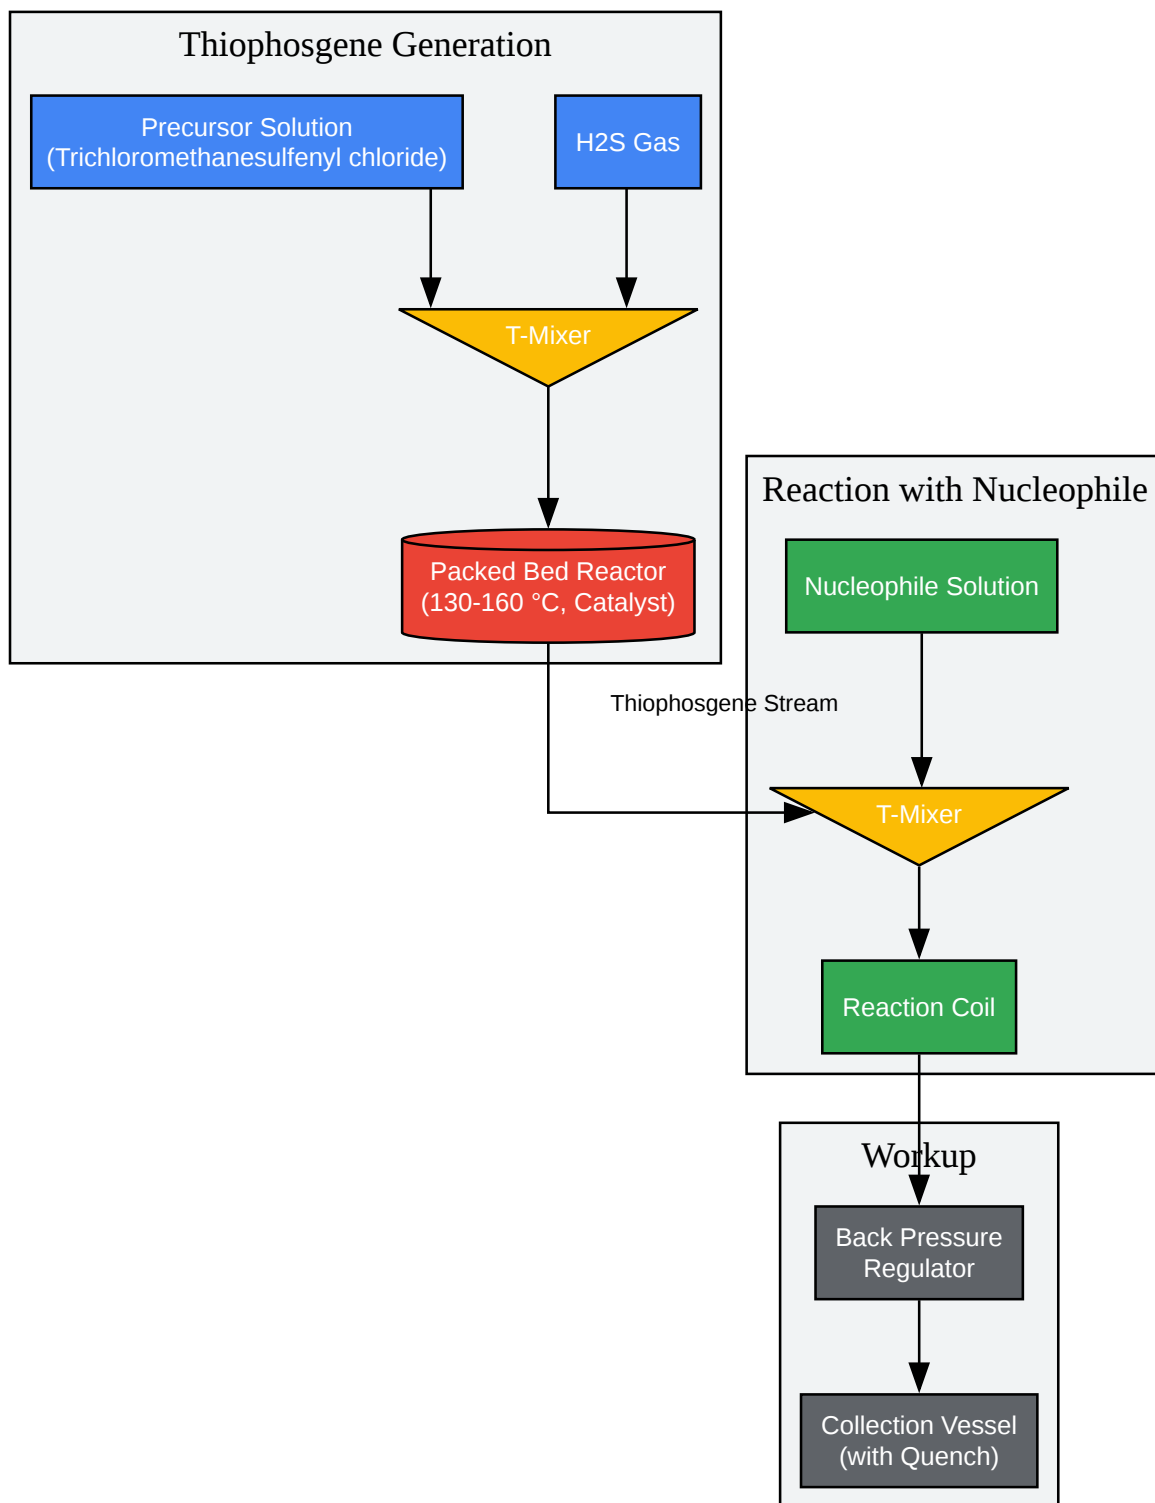 Thiophosgene Generation
Precursor Solution
(Trichloromethanesulfenyl chloride)
H2S Gas
T-Mixer
Packed Bed Reactor
(130-160 °C, Catalyst)
Thiophosgene Stream
Reaction with Nucleophile
Nucleophile Solution
T-Mixer
Reaction Coil
Workup
Back Pressure
Regulator
Collection Vessel
(with Quench)